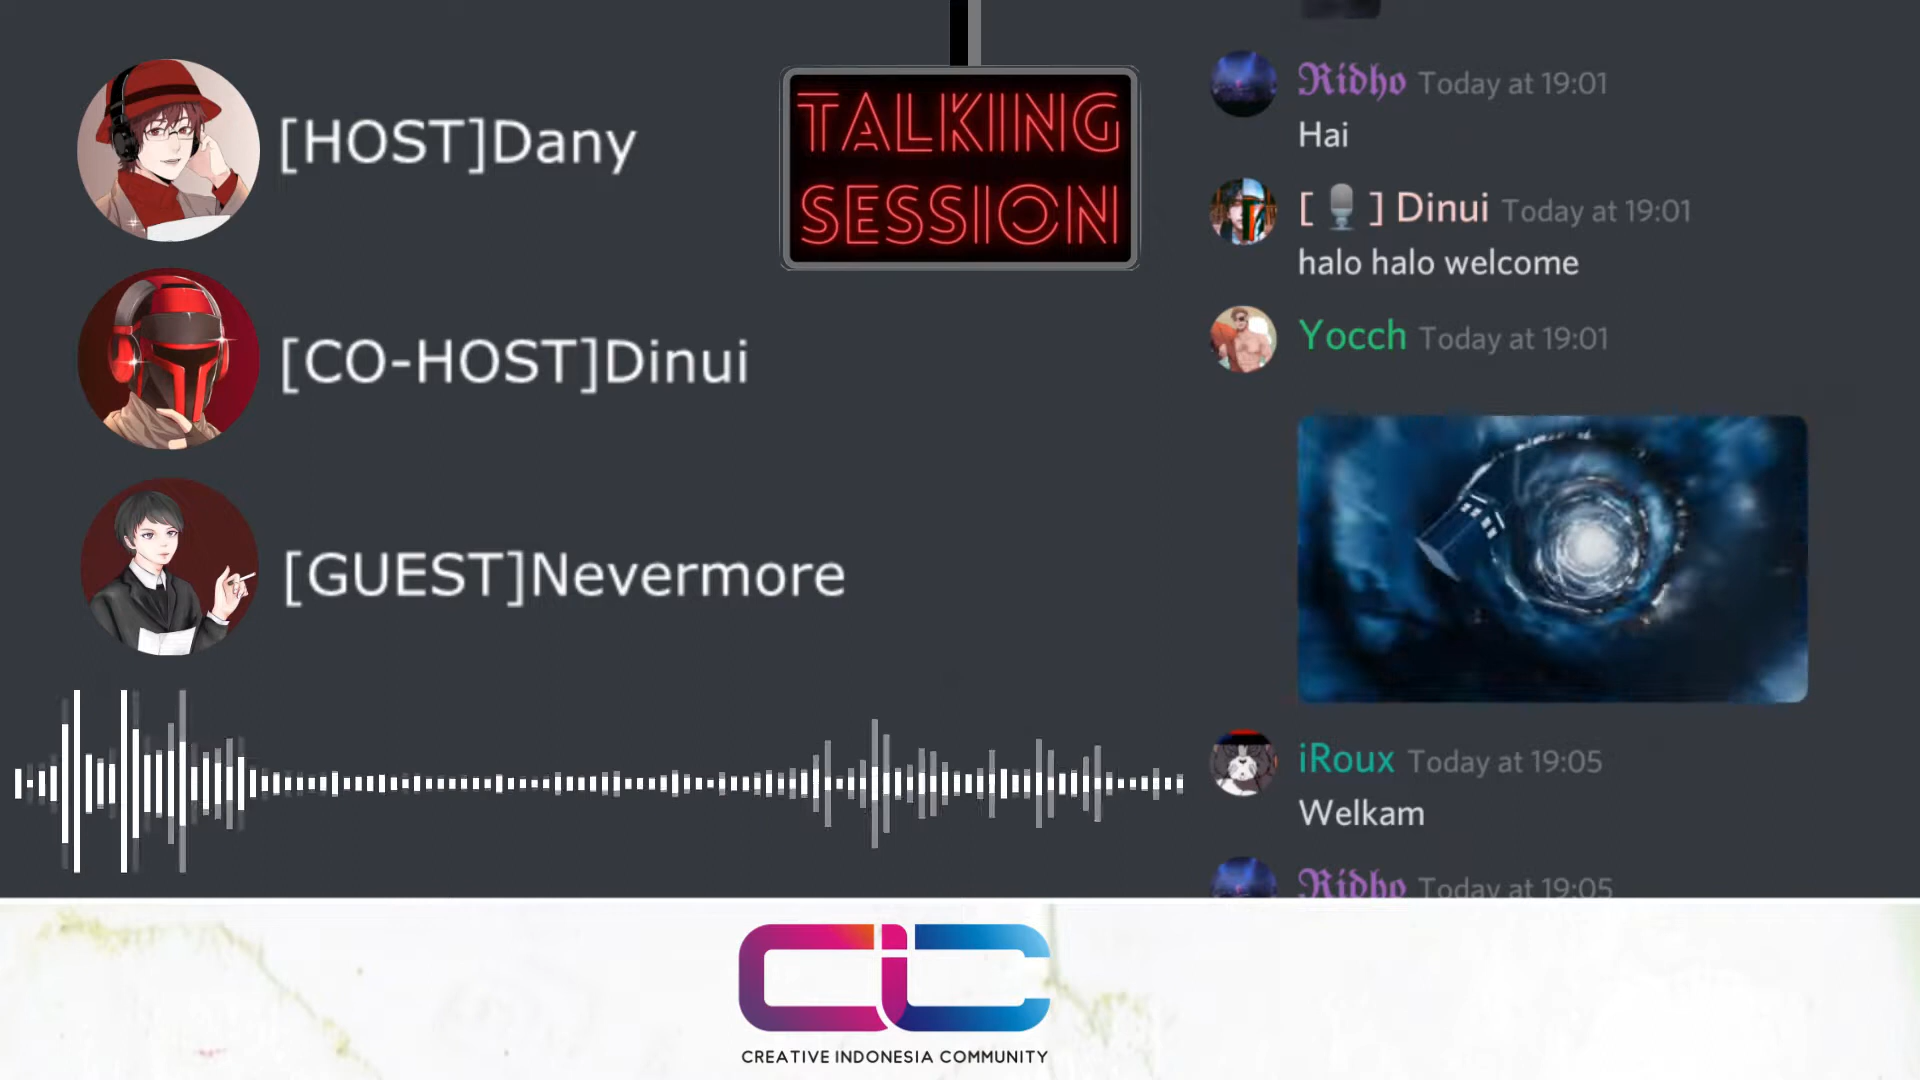 [HOST]Dany
[CO-HOST]Dinui
[GUEST]Nevermore
TALKING
SESSION
Ridho Today at 19:01
Hai
[ 🎙 ] Dinui Today at 19:01
halo halo welcome
Yocch Today at 19:01
iRoux Today at 19:05
Welkam
Ridho Today at 19:05
CIC
CREATIVE INDONESIA COMMUNITY